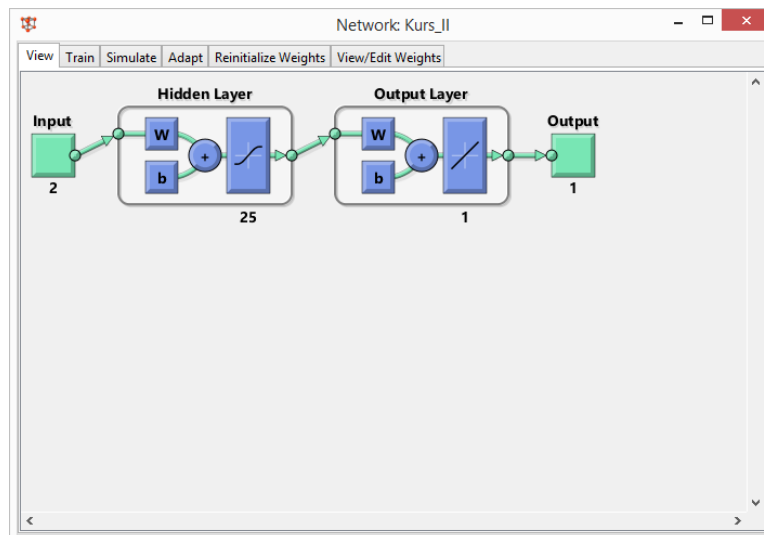 Network: Kurs_II
View Train Simulate Adapt Reinitialize Weights View/Edit Weights
Hidden Layer Output Layer
Input Output
W W
+ +
b b
2 25 1 1